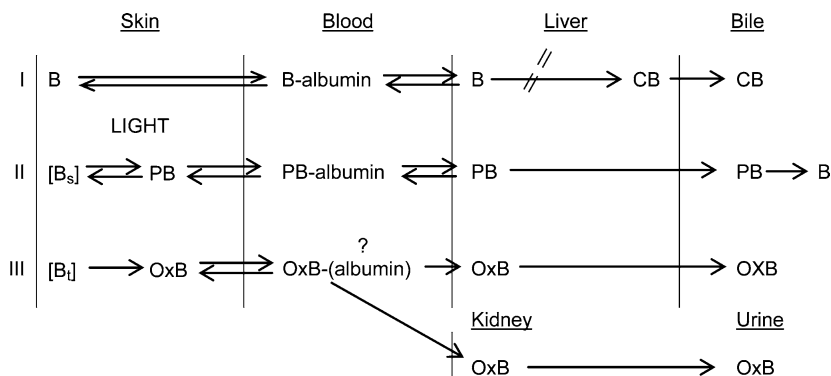 Skin Blood Liver Bile
I B B-albumin B CB CB
LIGHT
II [Bs] PB PB-albumin PB PB B
?
III [Bt] OxB OxB-(albumin) OxB OXB
Kidney Urine
OxB OxB